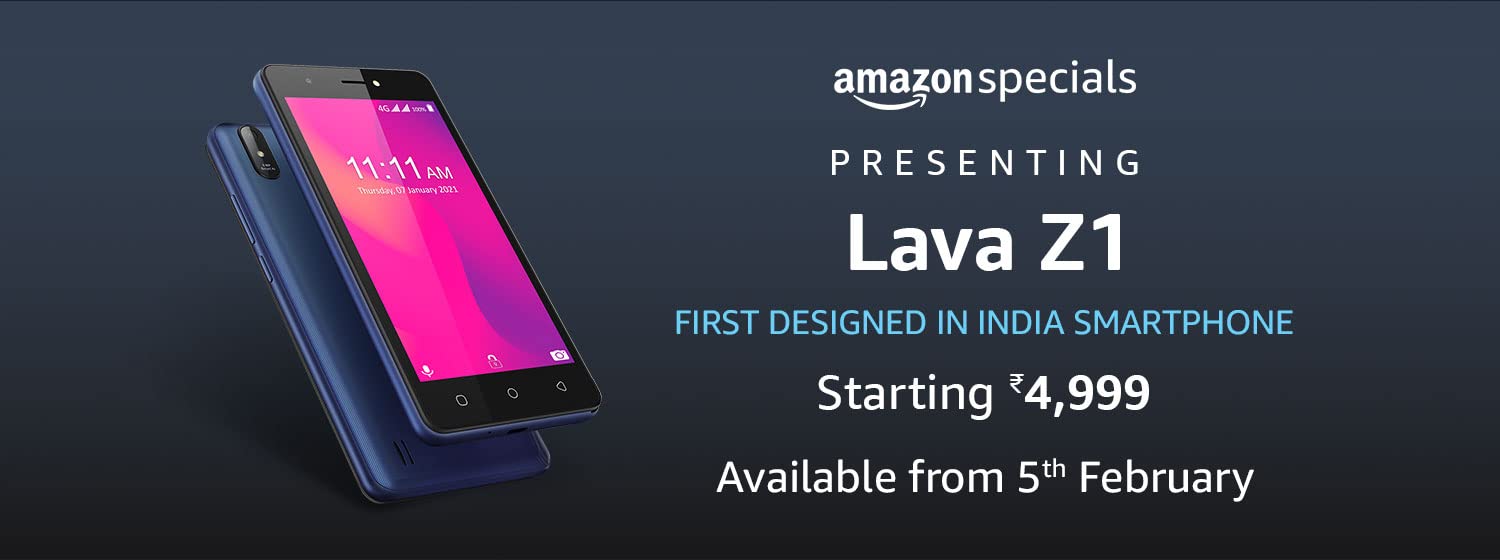 amazonspecials
PRESENTING
Lava Z1
FIRST DESIGNED IN INDIA SMARTPHONE
Starting ₹4,999
Available from 5th February
4G 100%
11:11 AM
Thursday, 07 January 2021